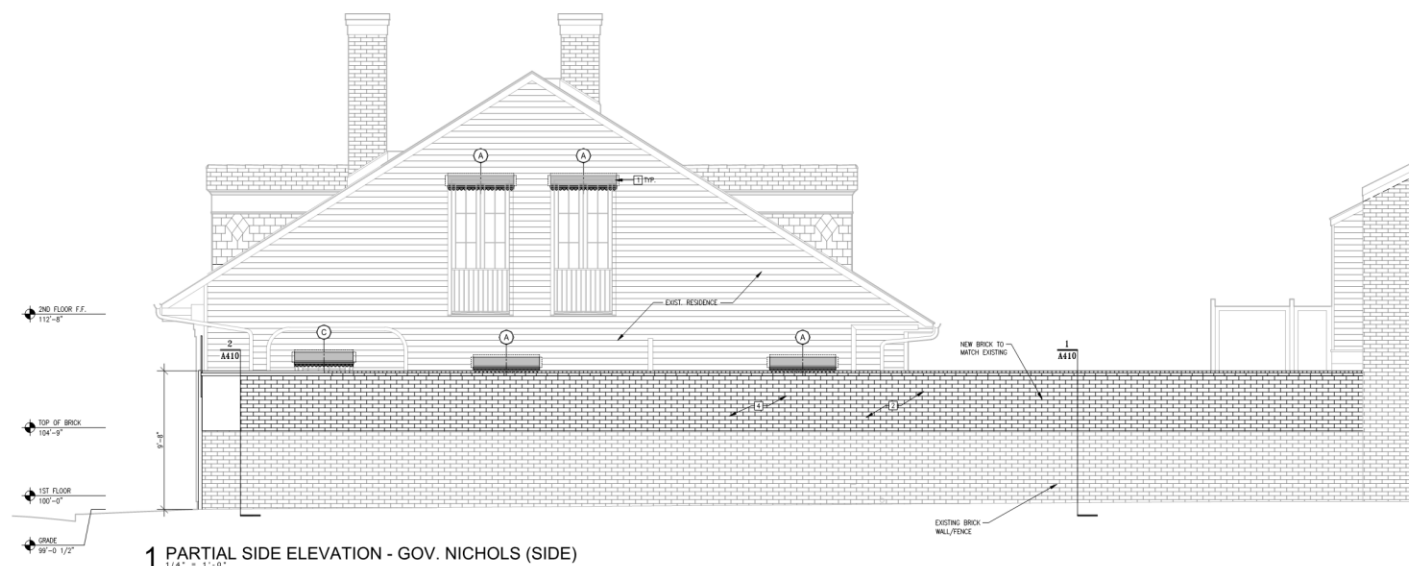 A
A
1 TYP.
2ND FLOOR F.F.
112'-8"
EXIST. RESIDENCE
C
A
A
2
A410
NEW BRICK TO
MATCH EXISTING
1
A410
4
2
TOP OF BRICK
104'-9"
9'-8"
1ST FLOOR
100'-0"
EXISTING BRICK
WALL/FENCE
GRADE
99'-0 1/2"
1 PARTIAL SIDE ELEVATION - GOV. NICHOLS (SIDE)
1/4" = 1'-0"